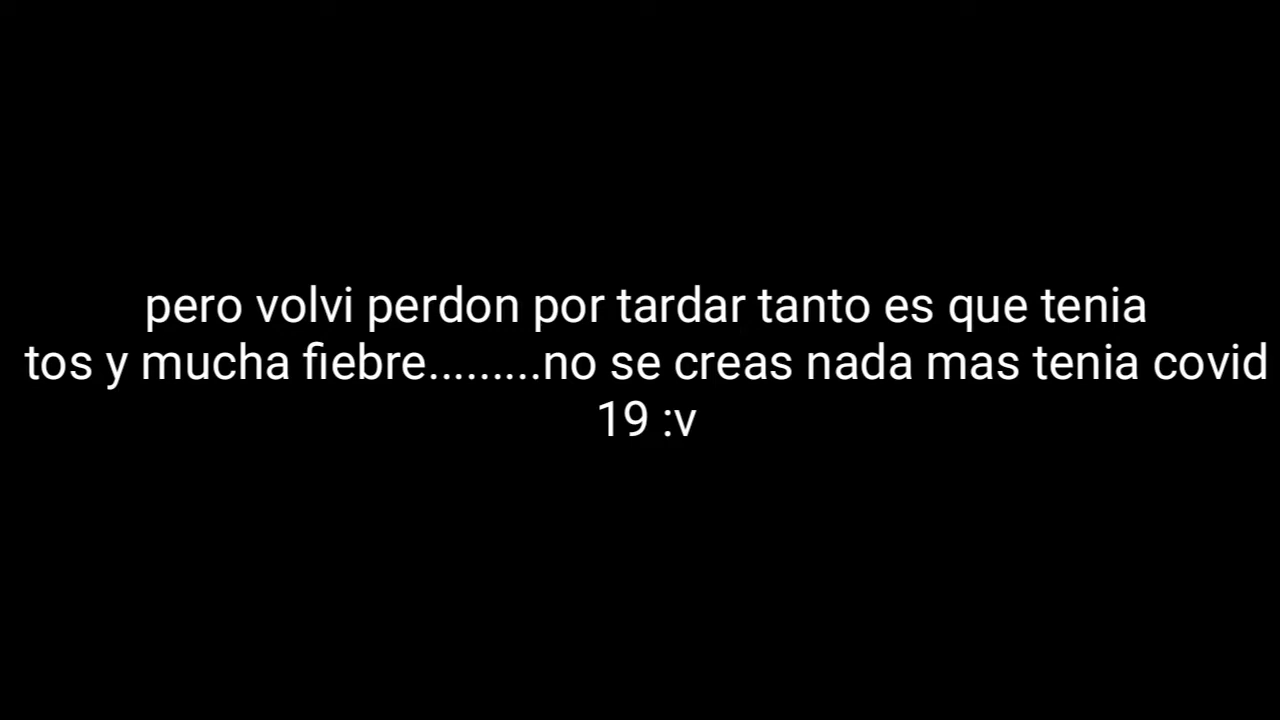 pero volvi perdon por tardar tanto es que tenia
tos y mucha fiebre.........no se creas nada mas tenia covid
19 :v